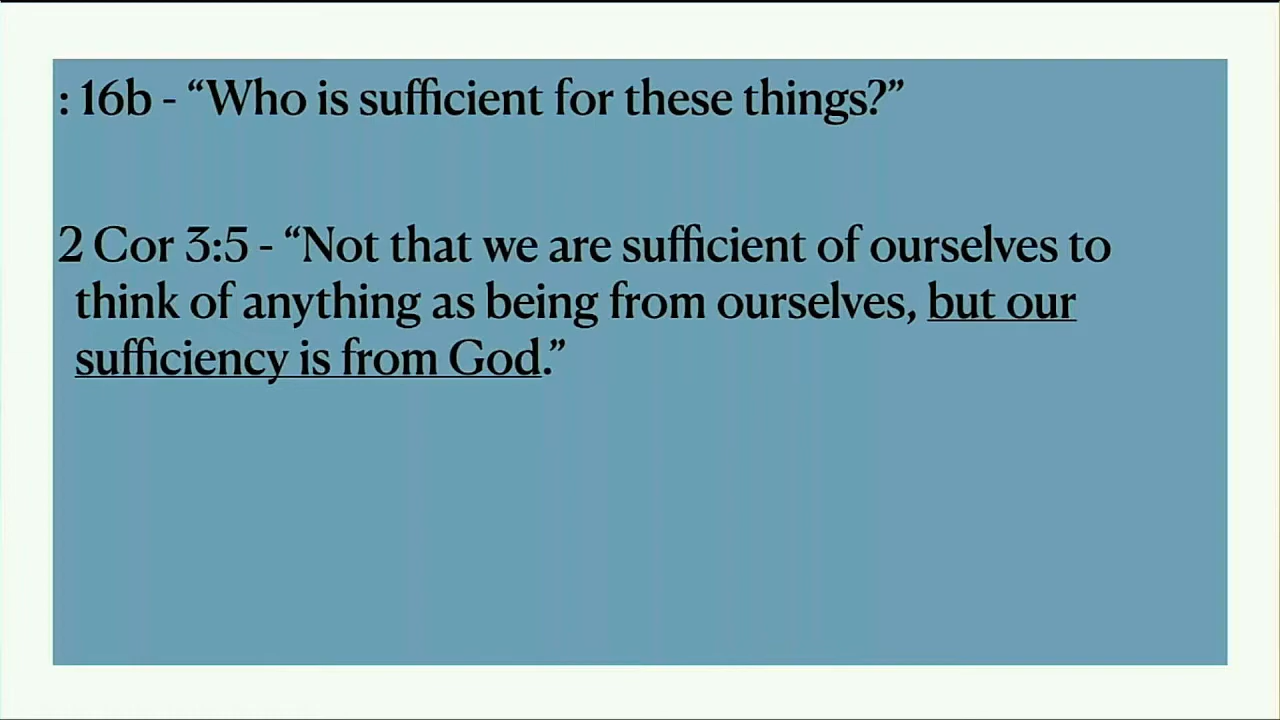 : 16b - “Who is sufficient for these things?”
2 Cor 3:5 - “Not that we are sufficient of ourselves to
think of anything as being from ourselves, but our
sufficiency is from God.”